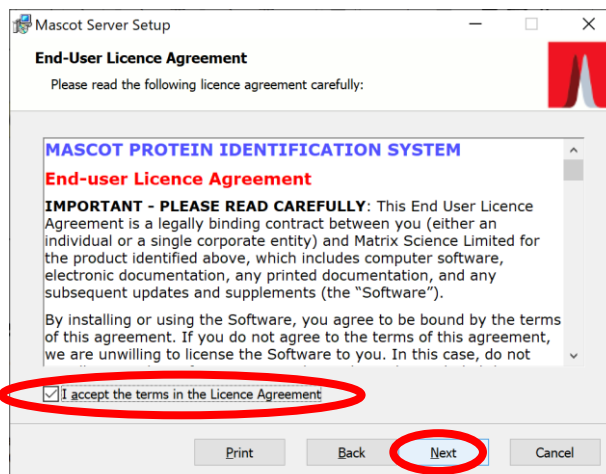 Mascot Server Setup
End-User Licence Agreement
Please read the following licence agreement carefully:
MASCOT PROTEIN IDENTIFICATION SYSTEM
End-user Licence Agreement
IMPORTANT - PLEASE READ CAREFULLY: This End User Licence
Agreement is a legally binding contract between you (either an
individual or a single corporate entity) and Matrix Science Limited for
the product identified above, which includes computer software,
electronic documentation, any printed documentation, and any
subsequent updates and supplements (the “Software”).
By installing or using the Software, you agree to be bound by the terms
of this agreement. If you do not agree to the terms of this agreement,
we are unwilling to license the Software to you. In this case, do not
I accept the terms in the Licence Agreement
Print Back Next Cancel